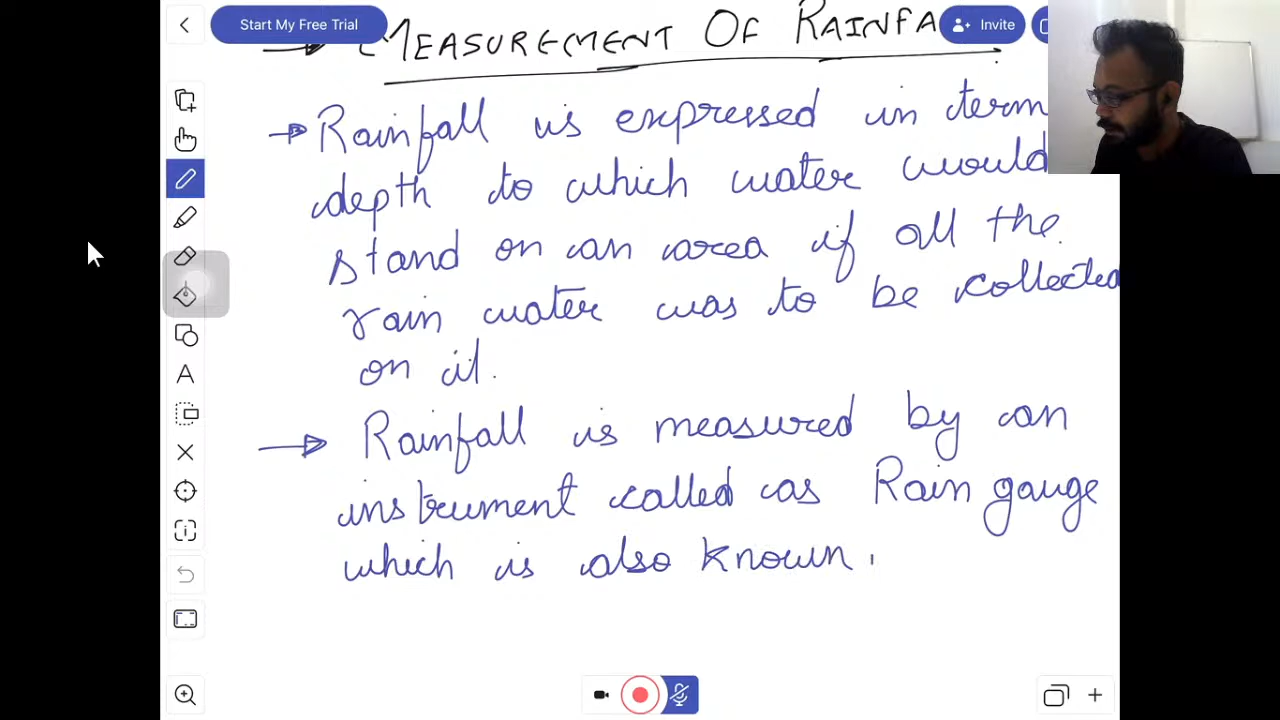 Start My Free Trial
MEASUREMENT OF RAINFA
Invite
Rainfall is expressed in term
depth to which water would
stand on an area if all the
rain water was to be collected
on it.
Rainfall is measured by an
instrument called as Rain gauge
which is also known